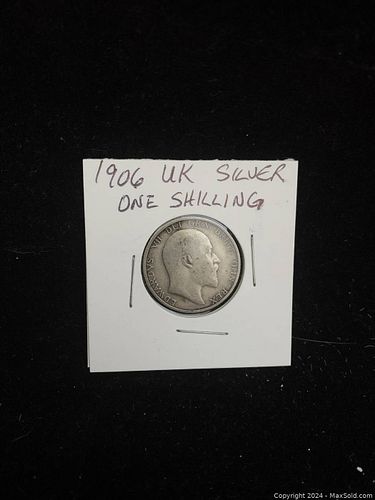 1906 UK SILVER
ONE SHILLING
EDWARDVS VII DEI GRA: BRITT: OMN: REX
Copyright 2024 - MaxSold.com